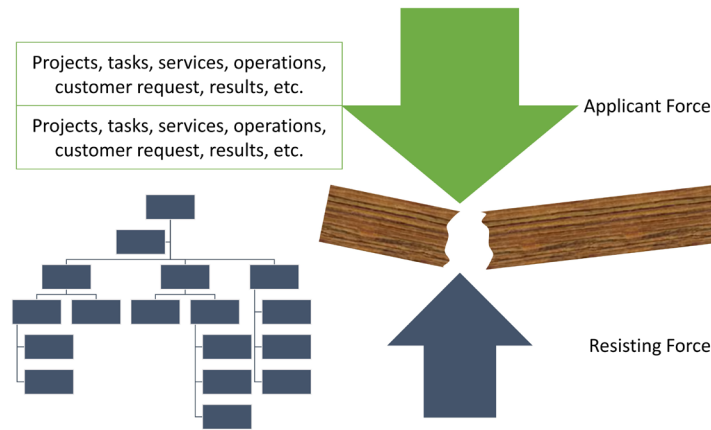 Projects, tasks, services, operations,
customer request, results, etc.
Projects, tasks, services, operations,
customer request, results, etc.
Applicant Force
Resisting Force